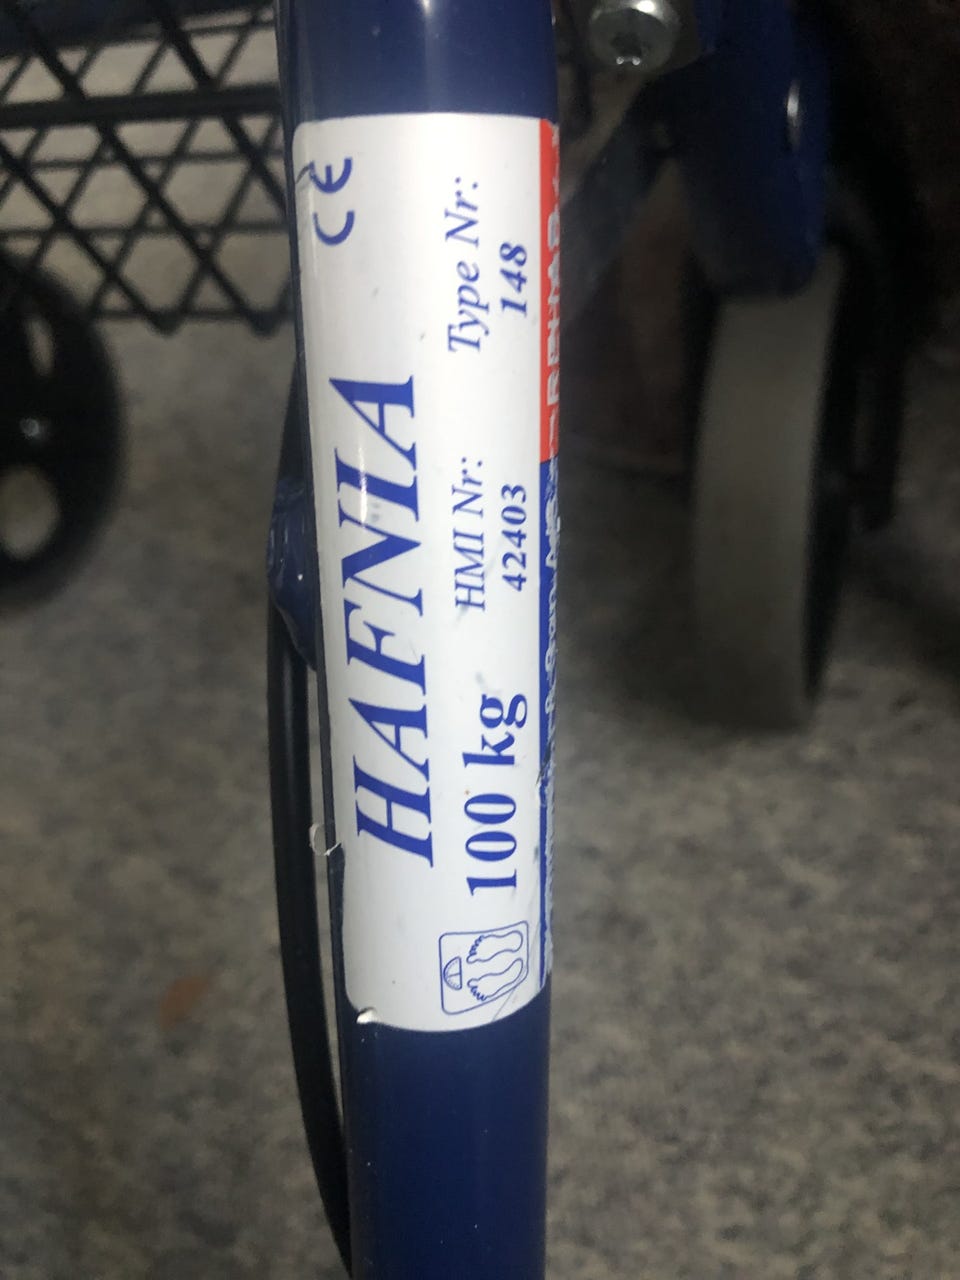 CE
HAFNIA
HMI Nr:
Type Nr:
100 kg
42403
148